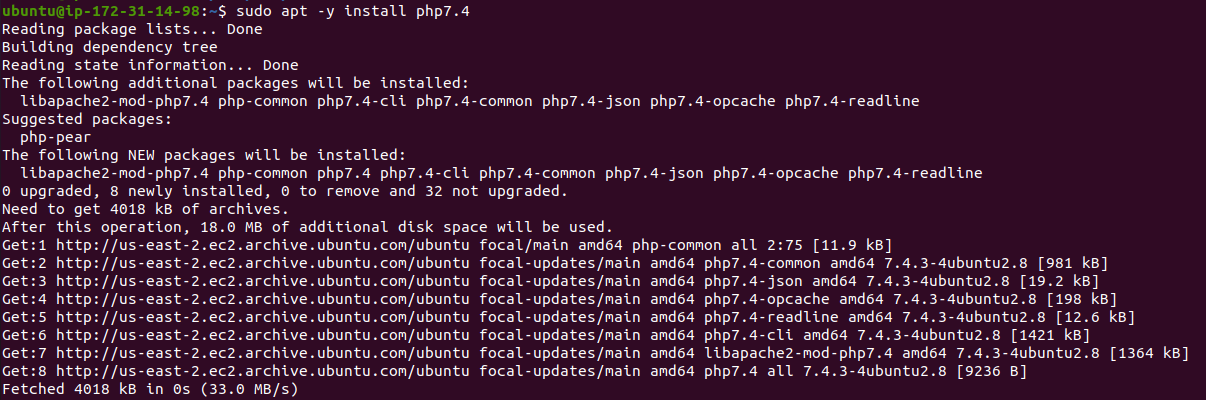 ubuntu@ip-172-31-14-98:~$ sudo apt -y install php7.4
Reading package lists... Done
Building dependency tree
Reading state information... Done
The following additional packages will be installed:
  libapache2-mod-php7.4 php-common php7.4-cli php7.4-common php7.4-json php7.4-opcache php7.4-readline
Suggested packages:
  php-pear
The following NEW packages will be installed:
  libapache2-mod-php7.4 php-common php7.4 php7.4-cli php7.4-common php7.4-json php7.4-opcache php7.4-readline
0 upgraded, 8 newly installed, 0 to remove and 32 not upgraded.
Need to get 4018 kB of archives.
After this operation, 18.0 MB of additional disk space will be used.
Get:1 http://us-east-2.ec2.archive.ubuntu.com/ubuntu focal/main amd64 php-common all 2:75 [11.9 kB]
Get:2 http://us-east-2.ec2.archive.ubuntu.com/ubuntu focal-updates/main amd64 php7.4-common amd64 7.4.3-4ubuntu2.8 [981 kB]
Get:3 http://us-east-2.ec2.archive.ubuntu.com/ubuntu focal-updates/main amd64 php7.4-json amd64 7.4.3-4ubuntu2.8 [19.2 kB]
Get:4 http://us-east-2.ec2.archive.ubuntu.com/ubuntu focal-updates/main amd64 php7.4-opcache amd64 7.4.3-4ubuntu2.8 [198 kB]
Get:5 http://us-east-2.ec2.archive.ubuntu.com/ubuntu focal-updates/main amd64 php7.4-readline amd64 7.4.3-4ubuntu2.8 [12.6 kB]
Get:6 http://us-east-2.ec2.archive.ubuntu.com/ubuntu focal-updates/main amd64 php7.4-cli amd64 7.4.3-4ubuntu2.8 [1421 kB]
Get:7 http://us-east-2.ec2.archive.ubuntu.com/ubuntu focal-updates/main amd64 libapache2-mod-php7.4 amd64 7.4.3-4ubuntu2.8 [1364 kB]
Get:8 http://us-east-2.ec2.archive.ubuntu.com/ubuntu focal-updates/main amd64 php7.4 all 7.4.3-4ubuntu2.8 [9236 B]
Fetched 4018 kB in 0s (33.0 MB/s)